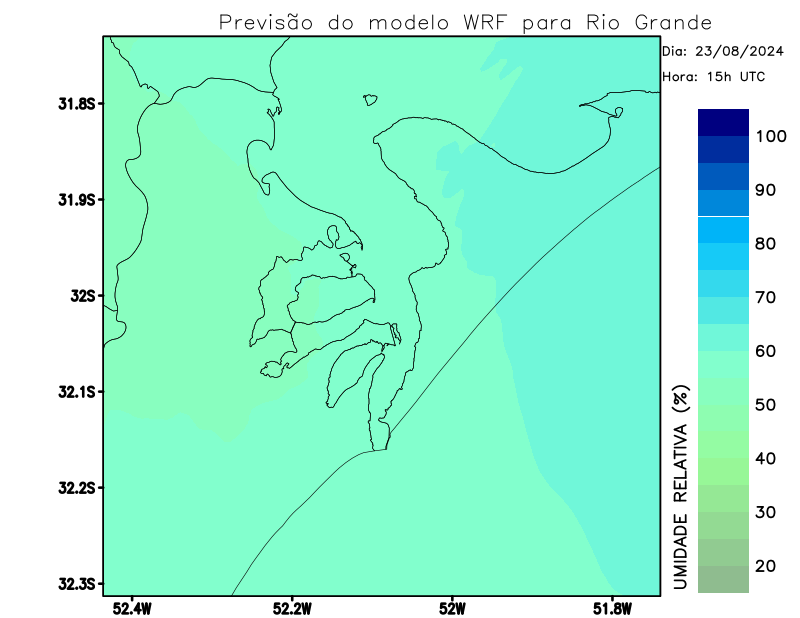 Previsão do modelo WRF para Rio Grande
Dia: 23/08/2024
Hora: 15h UTC
31.8S
31.9S
32S
32.1S
32.2S
32.3S
52.4W
52.2W
52W
51.8W
100
90
80
70
60
50
40
30
20
UMIDADE RELATIVA (%)